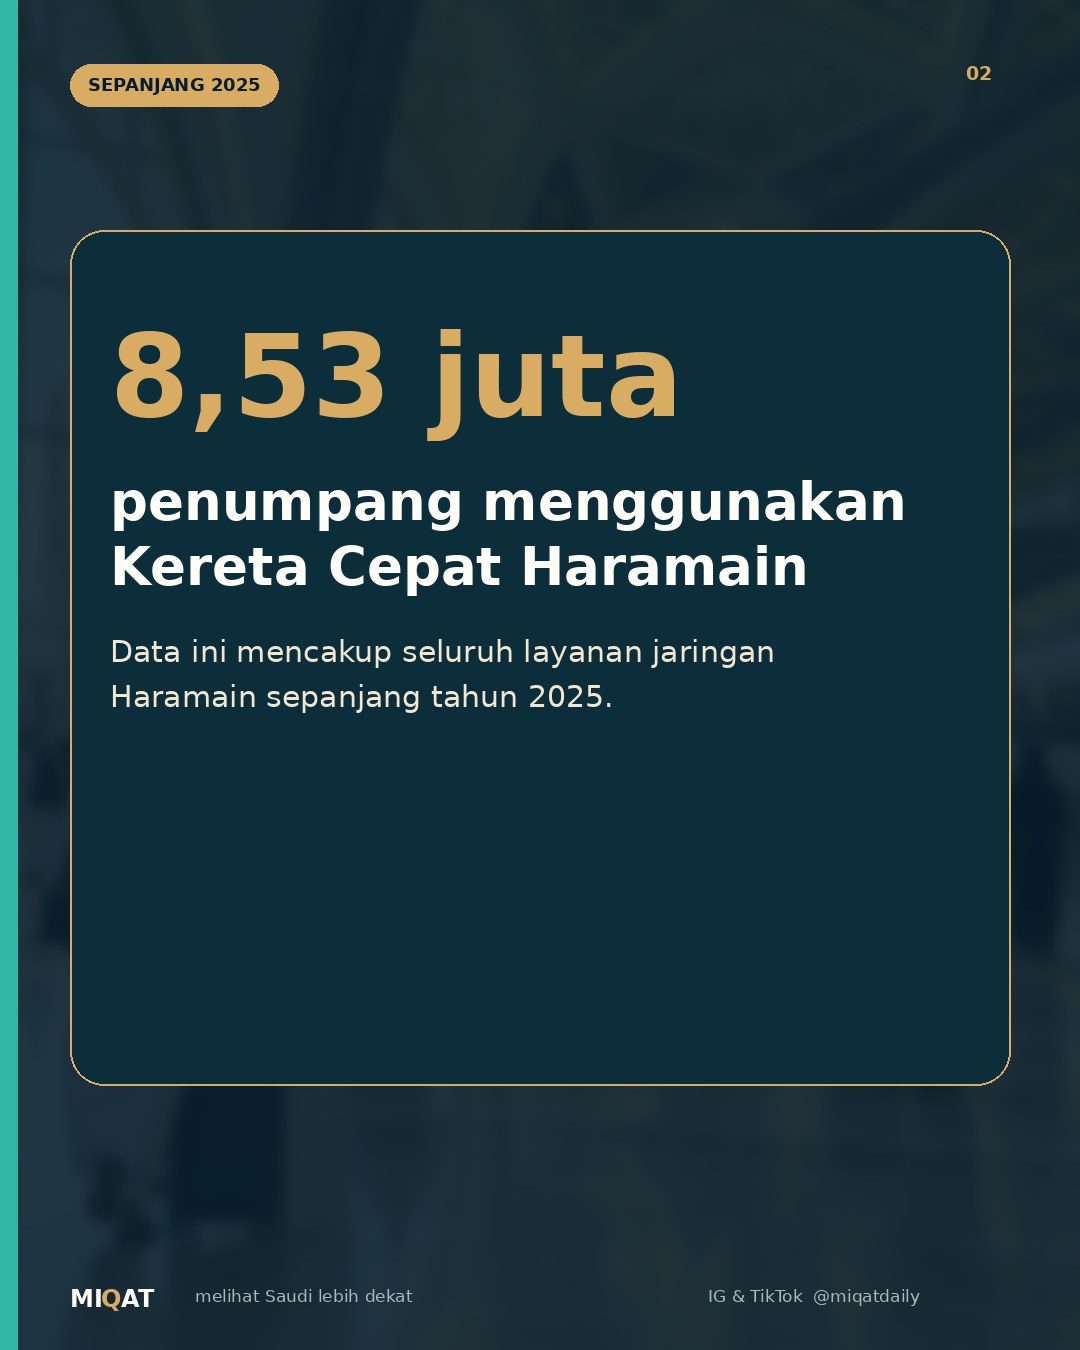 SEPANJANG 2025
02
8,53 juta
penumpang menggunakan
Kereta Cepat Haramain
Data ini mencakup seluruh layanan jaringan
Haramain sepanjang tahun 2025.
MIQAT
melihat Saudi lebih dekat
IG & TikTok @miqatdaily